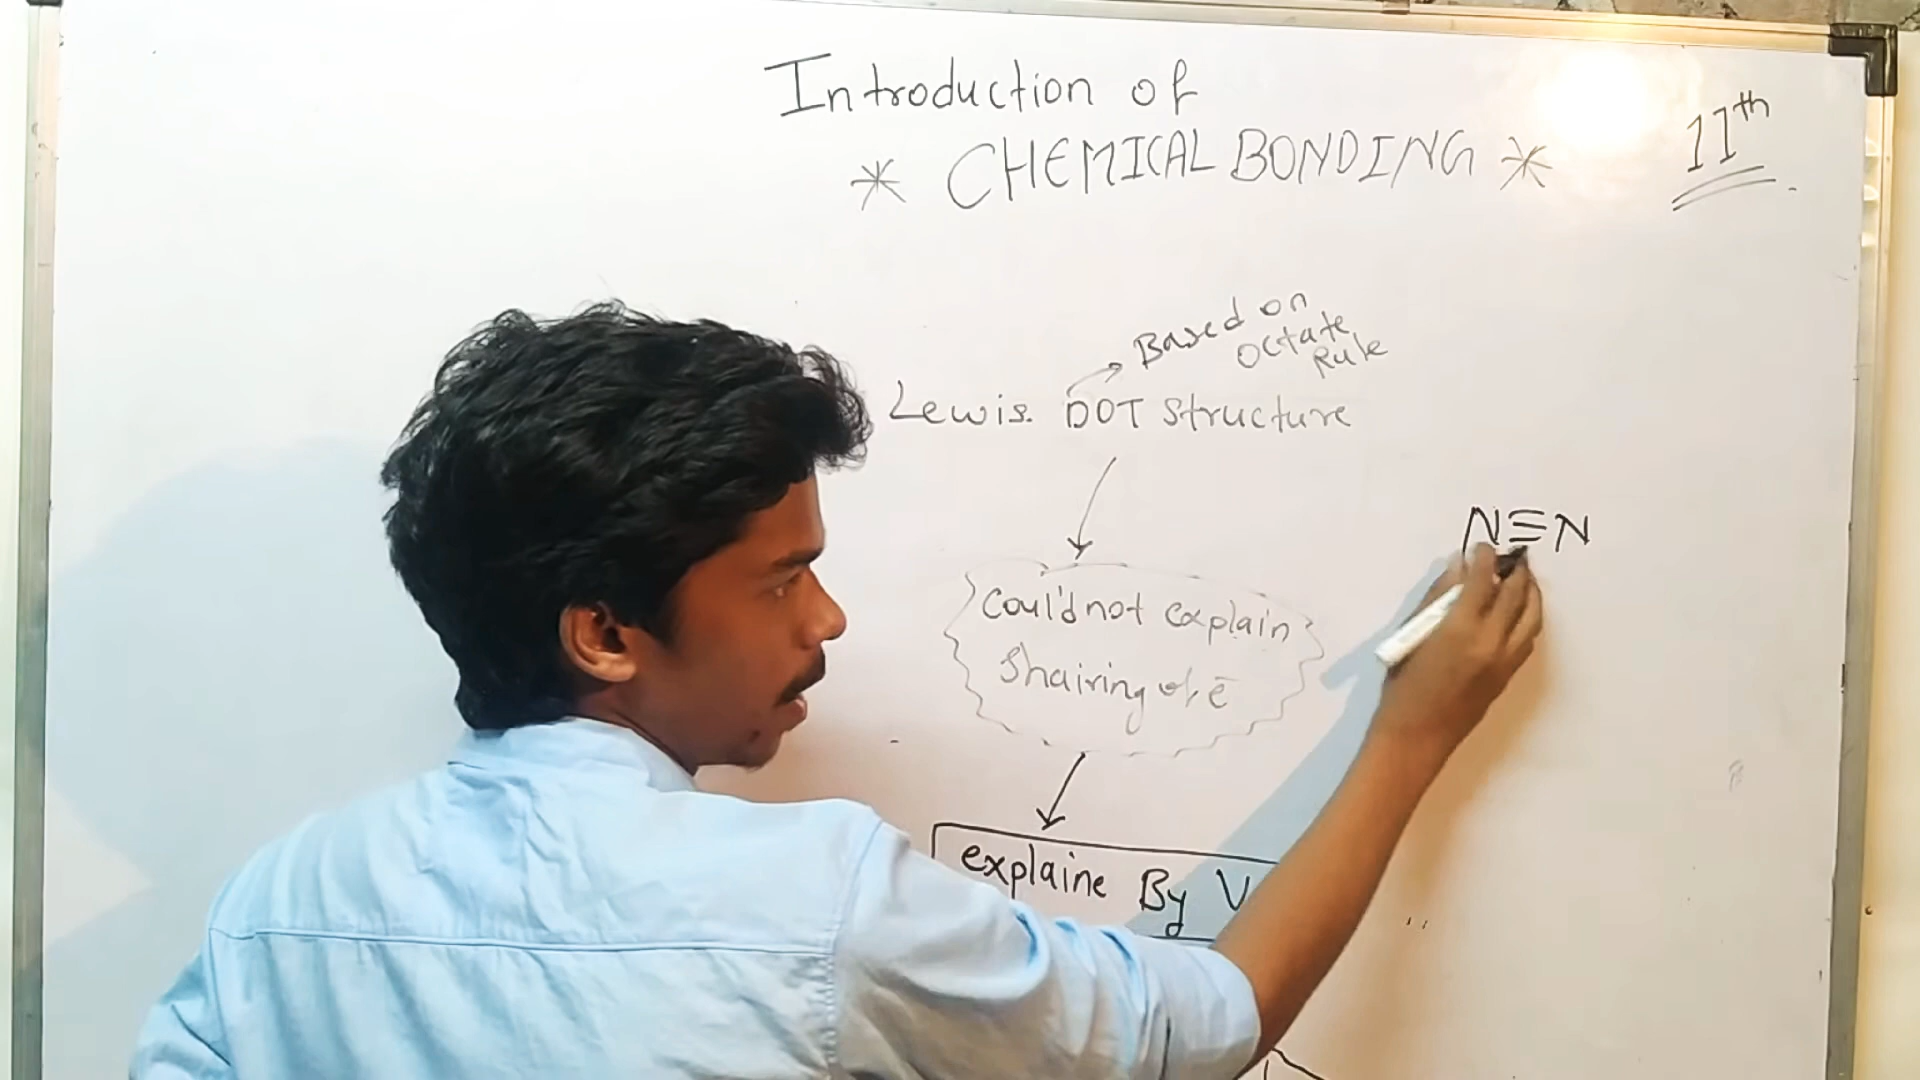 Introduction of
* CHEMICAL BONDING *
11th
Based on
Octate
Rule
Lewis. DOT Structure
N≡N
Could not explain
Shairing of e̅
explaine By V